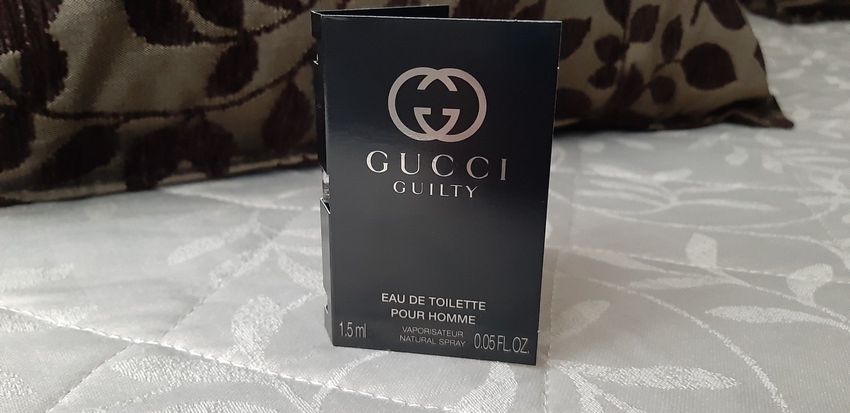 GUCCI
GUILTY
EAU DE TOILETTE
POUR HOMME
1.5 ml VAPORISATEUR 0.05 FL.OZ.
NATURAL SPRAY